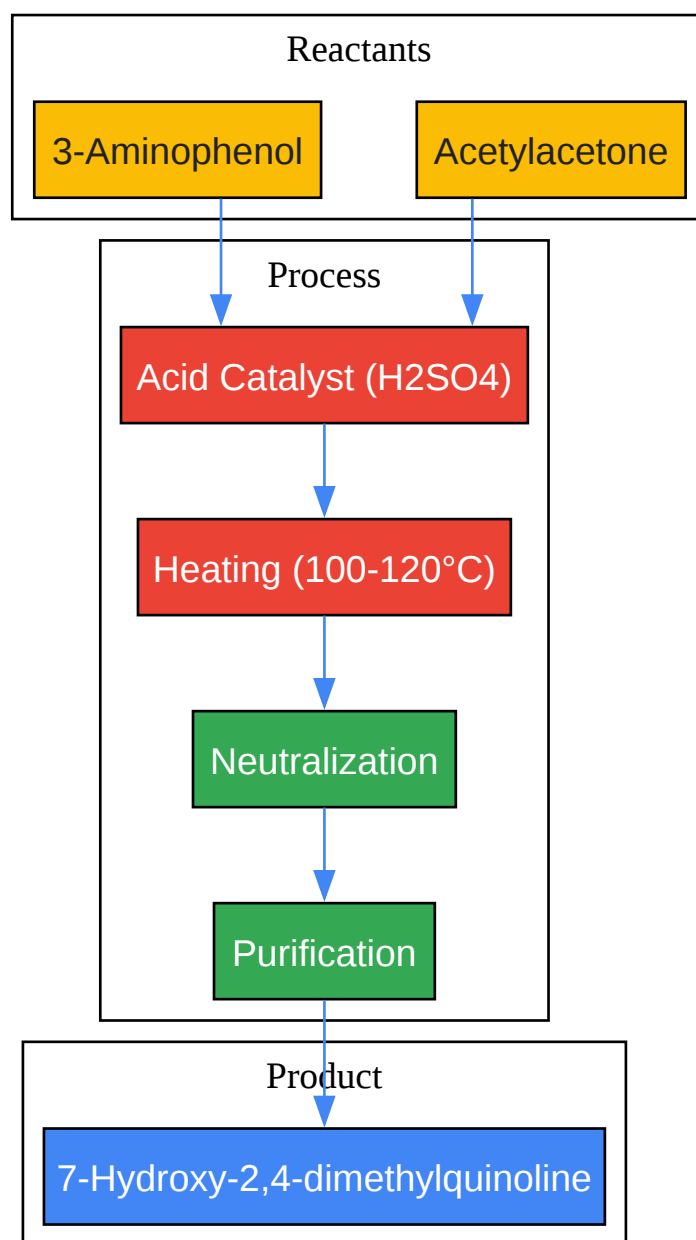 Reactants
3-Aminophenol
Acetylacetone
Process
Acid Catalyst (H2SO4)
Heating (100-120°C)
Neutralization
Purification
Product
7-Hydroxy-2,4-dimethylquinoline